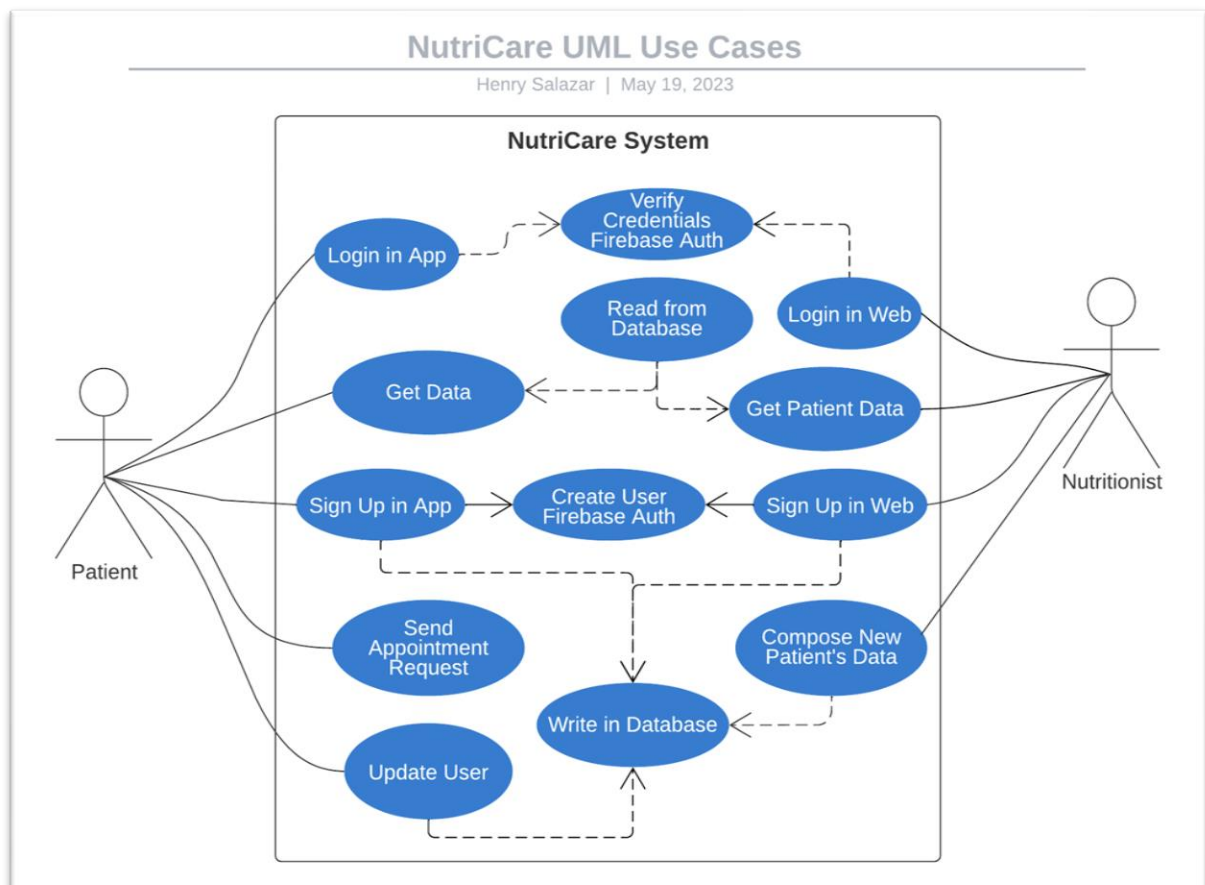 NutriCare UML Use Cases
Henry Salazar | May 19, 2023
NutriCare System
Verify
Credentials
Firebase Auth
Login in App
Read from
Database
Login in Web
Get Data
Get Patient Data
Nutritionist
Sign Up in App
Create User
Firebase Auth
Sign Up in Web
Patient
Send
Appointment
Request
Compose New
Patient's Data
Write in Database
Update User